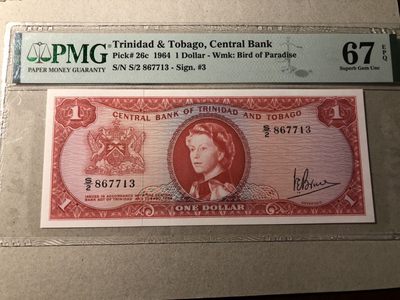 PMG
PAPER MONEY GUARANTY
Trinidad & Tobago, Central Bank
Pick# 26c 1964 1 Dollar - Wmk: Bird of Paradise
S/N S/2 867713 - Sign. #3
67 EPQ
Superb Gem Unc
1
CENTRAL BANK OF TRINIDAD AND TOBAGO
1
S/2 867713
S/2 867713
1
ONE DOLLAR
1